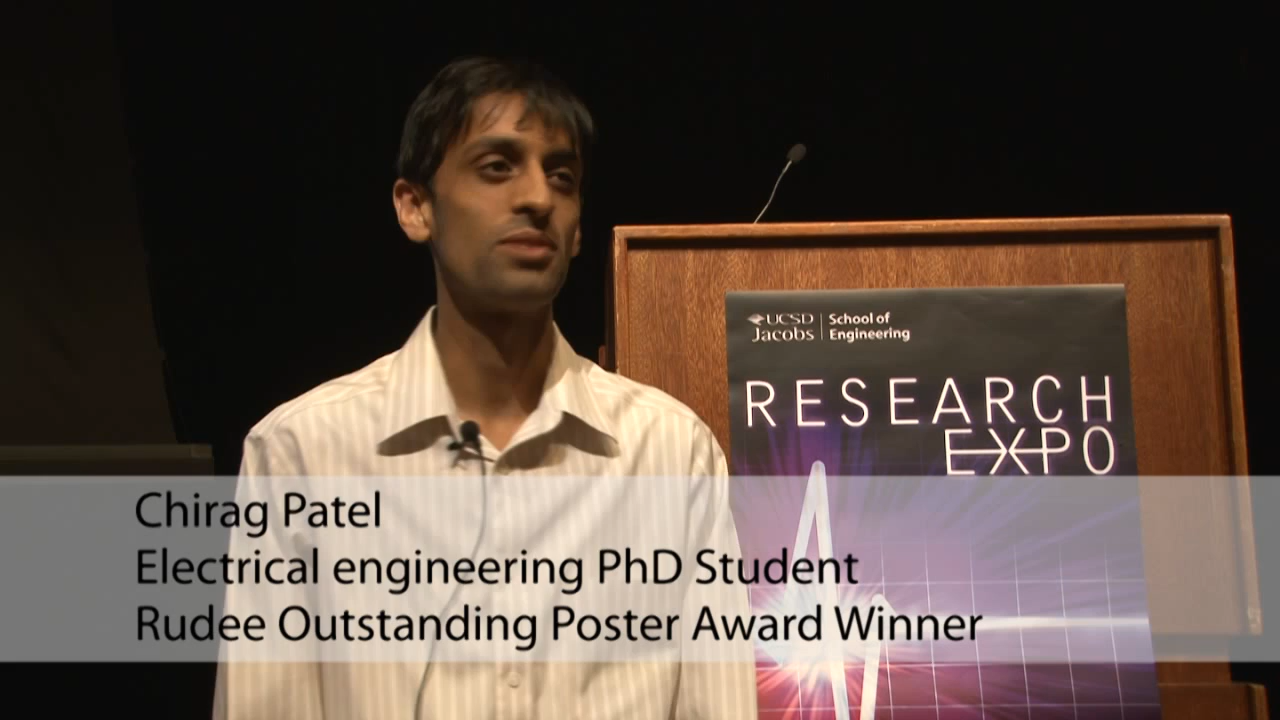 UCSD
Jacobs
School of
Engineering
RESEARCH
EXPO
Chirag Patel
Electrical engineering PhD Student
Rudee Outstanding Poster Award Winner